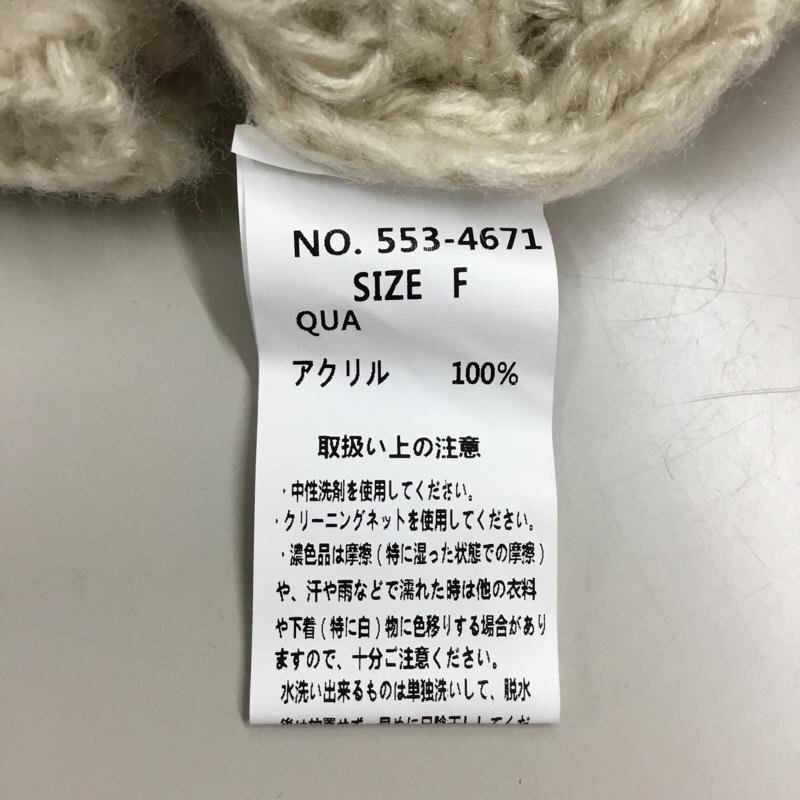 NO. 553-4671
SIZE F
QUA
アクリル 100%
取扱い上の注意
・中性洗剤を使用してください。
・クリーニングネットを使用してください。
・濃色品は摩擦(特に湿った状態での摩擦)
や、汗や雨などで濡れた時は他の衣料
や下着(特に白)物に色移りする場合があり
ますので、十分ご注意ください。
水洗い出来るものは単独洗いして、脱水